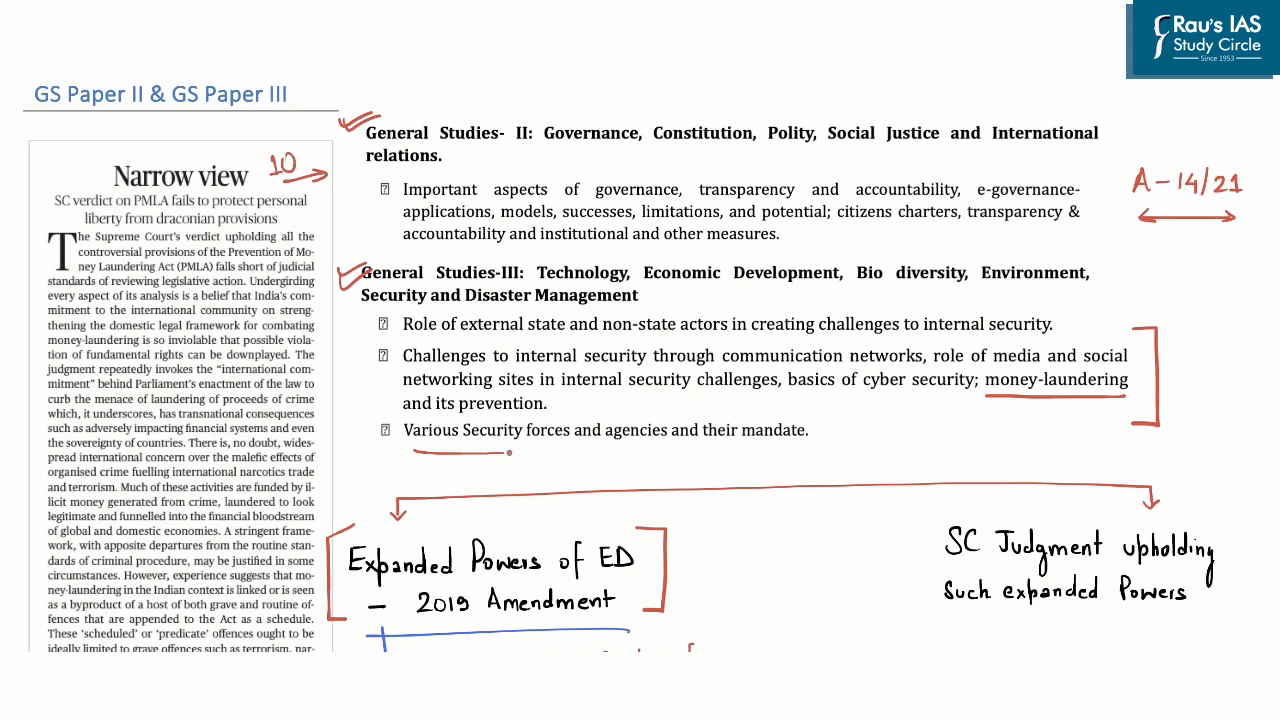 Rau's IAS
Study Circle
Since 1953
GS Paper II & GS Paper III
Narrow view
10
SC verdict on PMLA fails to protect personal
liberty from draconian provisions
The Supreme Court's verdict upholding all the
controversial provisions of the Prevention of Mo-
ney Laundering Act (PMLA) falls short of judicial
standards of reviewing legislative action. Undergirding
every aspect of its analysis is a belief that India's com-
mitment to the international community on streng-
thening the domestic legal framework for combating
money-laundering is so inviolable that possible viola-
tion of fundamental rights can be downplayed. The
judgment repeatedly invokes the "international com-
mitment" behind Parliament's enactment of the law to
curb the menace of laundering of proceeds of crime
which, it underscores, has transnational consequences
such as adversely impacting financial systems and even
the sovereignty of countries. There is, no doubt, wides-
pread international concern over the malefic effects of
organised crime fuelling international narcotics trade
and terrorism. Much of these activities are funded by il-
licit money generated from crime, laundered to look
legitimate and funnelled into the financial bloodstream
of global and domestic economies. A stringent frame-
work, with apposite departures from the routine stan-
dards of criminal procedure, may be justified in some
circumstances. However, experience suggests that mo-
ney-laundering in the Indian context is linked or is seen
as a byproduct of a host of both grave and routine of-
fences that are appended to the Act as a schedule.
These 'scheduled' or 'predicate' offences ought to be
ideally limited to grave offences such as terrorism, nar-
General Studies- II: Governance, Constitution, Polity, Social Justice and International
relations.
Important aspects of governance, transparency and accountability, e-governance-
applications, models, successes, limitations, and potential; citizens charters, transparency &
accountability and institutional and other measures.
A - 14/21
General Studies-III: Technology, Economic Development, Bio diversity, Environment,
Security and Disaster Management
Role of external state and non-state actors in creating challenges to internal security.
Challenges to internal security through communication networks, role of media and social
networking sites in internal security challenges, basics of cyber security; money-laundering
and its prevention.
Various Security forces and agencies and their mandate.
Expanded Powers of ED
- 2019 Amendment
SC Judgment upholding
such expanded Powers